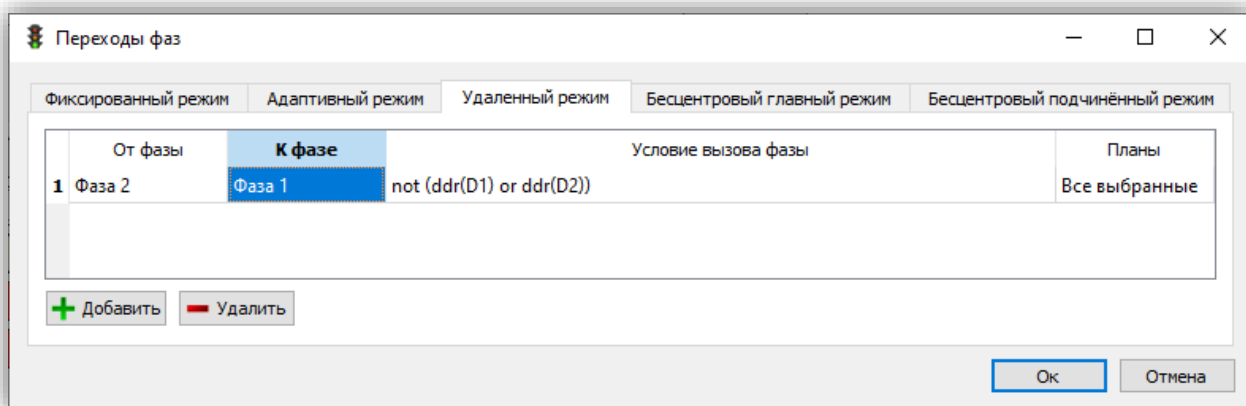 Переходы фаз
Фиксированный режим Адаптивный режим Удаленный режим Бесцентровый главный режим Бесцентровый подчинённый режим
От фазы К фазе Условие вызова фазы Планы
1 Фаза 2 Фаза 1 not (ddr(D1) or ddr(D2)) Все выбранные
Добавить Удалить
Ок Отмена